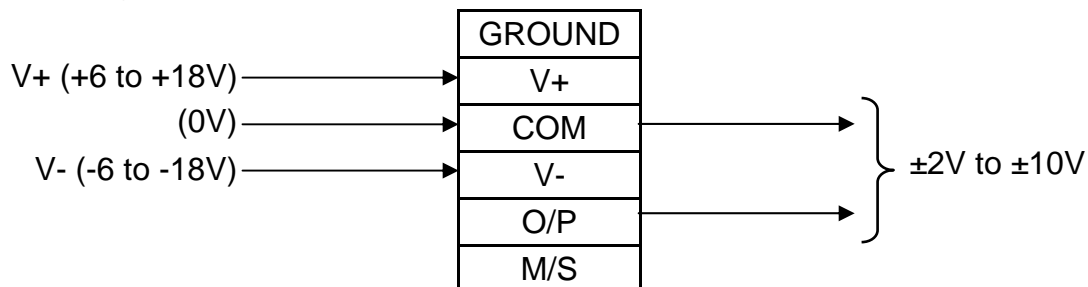 GROUND
V+ (+6 to +18V)
V+
(0V)
COM
V- (-6 to -18V)
V-
±2V to ±10V
O/P
M/S